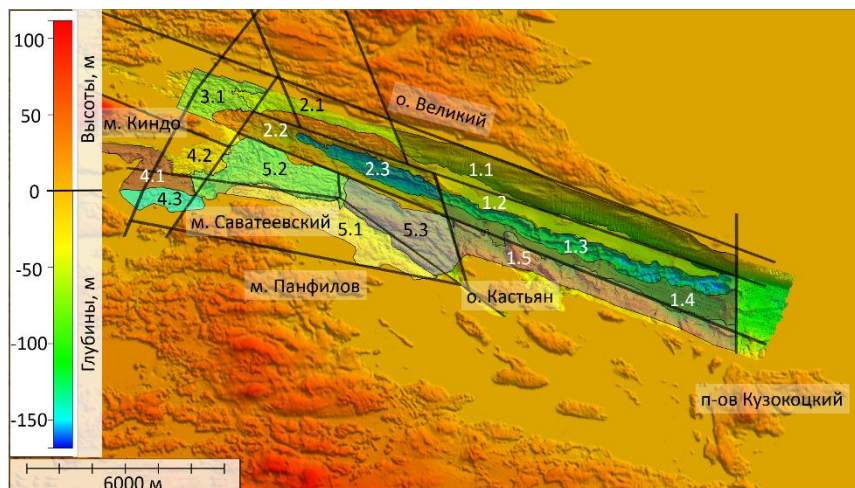 100
50
0
-50
-100
-150
Высоты, м
Глубины, м
3.1
2.1
о. Великий
м. Киндо
2.2
1.1
4.2
5.2
2.3
4.1
1.2
4.3
м. Саватеевский
5.1
5.3
1.3
1.5
м. Панфилов
о. Кастьян
1.4
п-ов Кузокоцкий
6000 м